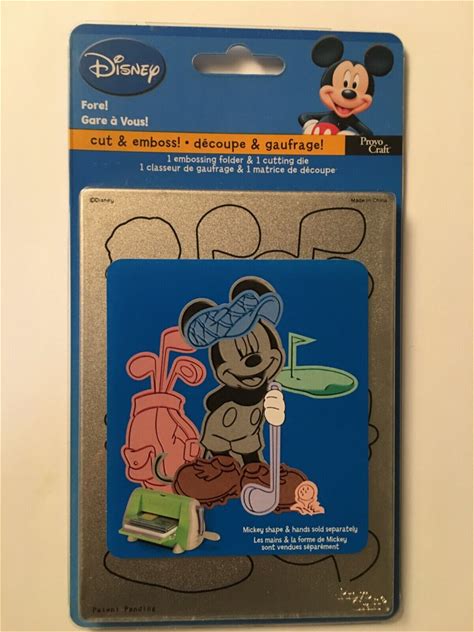 Disney
Fore!
Gare à Vous!
cut & emboss! • découpe & gaufrage!
Provo
Craft
1 embossing folder & 1 cutting die
1 classeur de gaufrage & 1 matrice de découpe
©Disney
Made in China
Mickey shape & hands sold separately
Les mains & la forme de Mickey
sont vendues séparément
Patent Pending